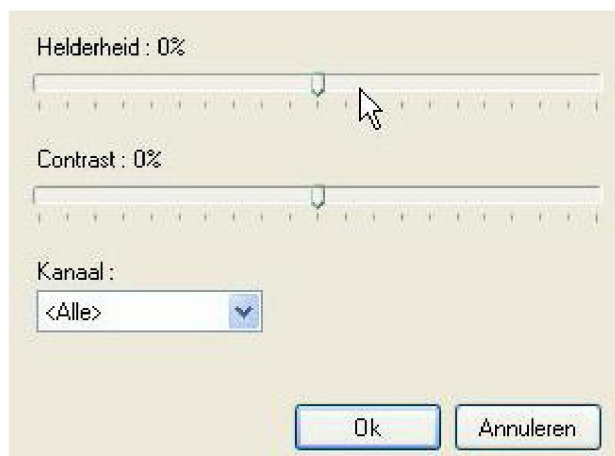 Helderheid : 0%
Contrast : 0%
Kanaal :
<Alle>
Ok
Annuleren